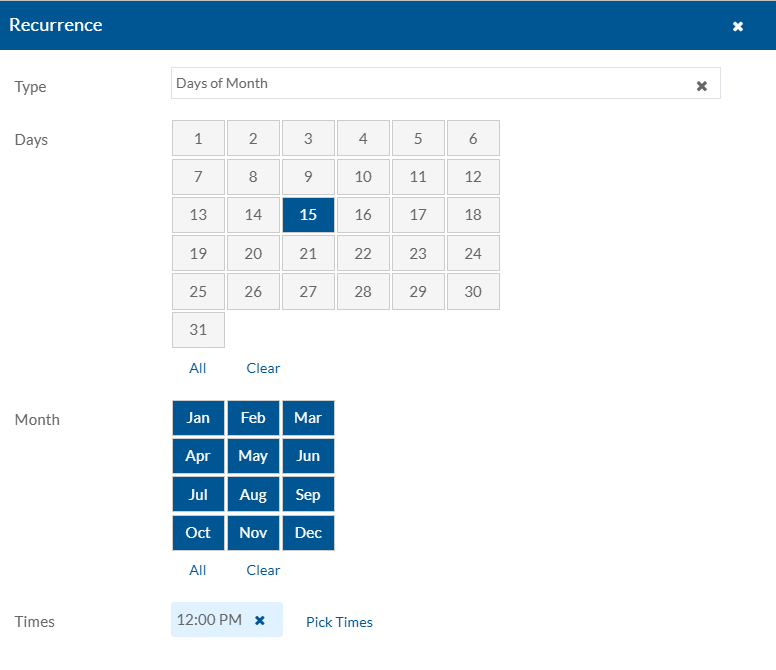 Recurrence
Type Days of Month
Days 1 2 3 4 5 6
7 8 9 10 11 12
13 14 15 16 17 18
19 20 21 22 23 24
25 26 27 28 29 30
31
All Clear
Month Jan Feb Mar
Apr May Jun
Jul Aug Sep
Oct Nov Dec
All Clear
Times 12:00 PM Pick Times